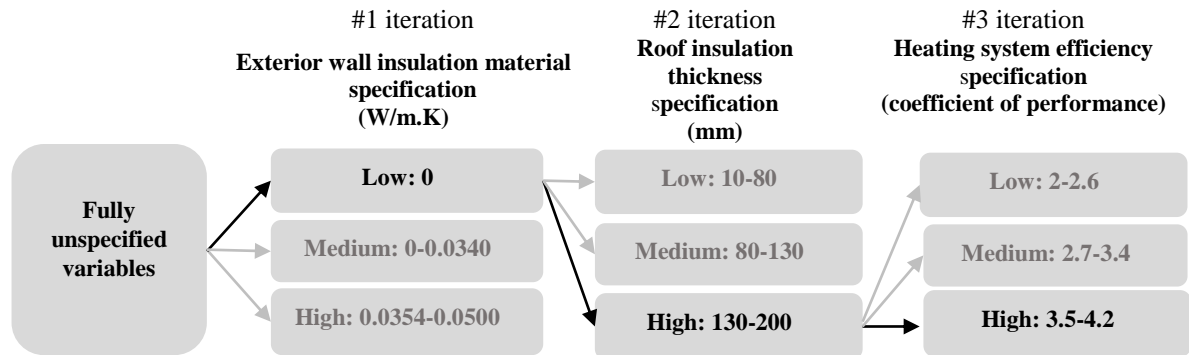 #1 iteration
Exterior wall insulation material
specification
(W/m.K)
#2 iteration
Roof insulation
thickness
specification
(mm)
#3 iteration
Heating system efficiency
specification
(coefficient of performance)
Fully
unspecified
variables
Low: 0
Medium: 0-0.0340
High: 0.0354-0.0500
Low: 10-80
Medium: 80-130
High: 130-200
Low: 2-2.6
Medium: 2.7-3.4
High: 3.5-4.2